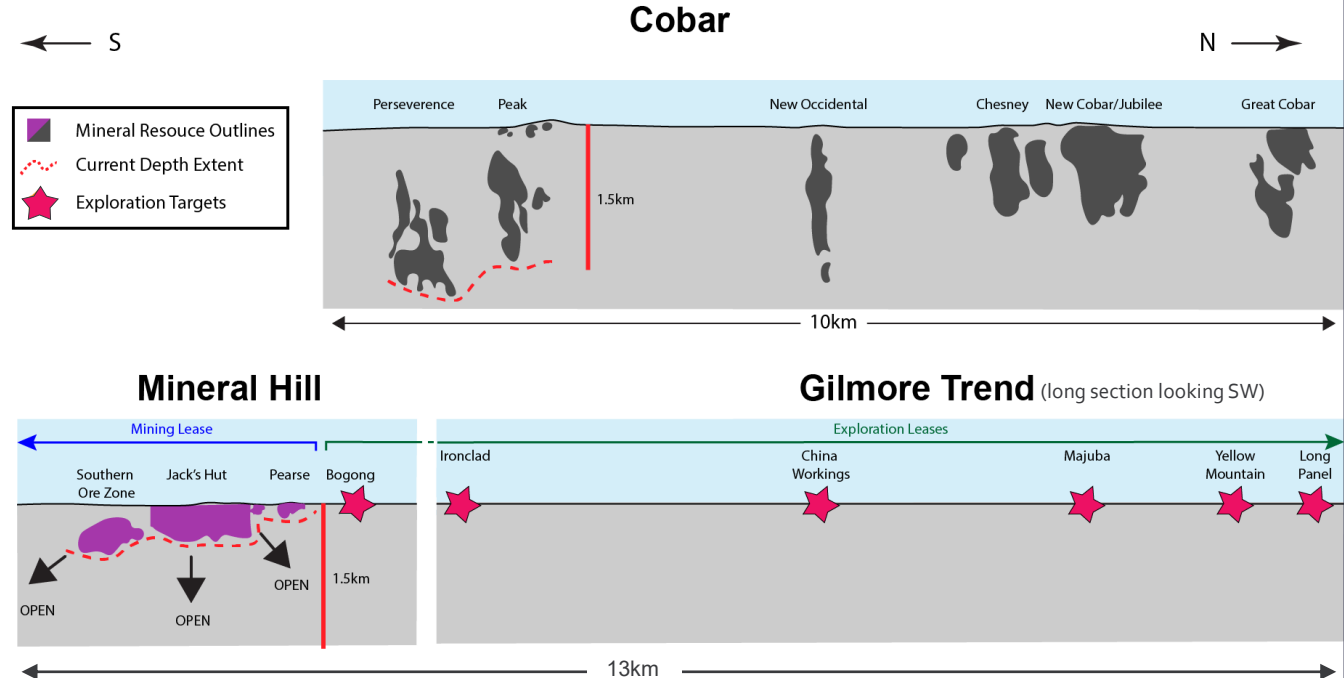 Cobar
S
N
Perseverence
Peak
New Occidental
Chesney
New Cobar/Jubilee
Great Cobar
Mineral Resouce Outlines
Current Depth Extent
Exploration Targets
1.5km
10km
Mineral Hill
Gilmore Trend (long section looking SW)
Mining Lease
Exploration Leases
Southern
Ore Zone
Jack's Hut
Pearse
Bogong
Ironclad
China
Workings
Majuba
Yellow
Mountain
Long
Panel
OPEN
OPEN
OPEN
1.5km
13km